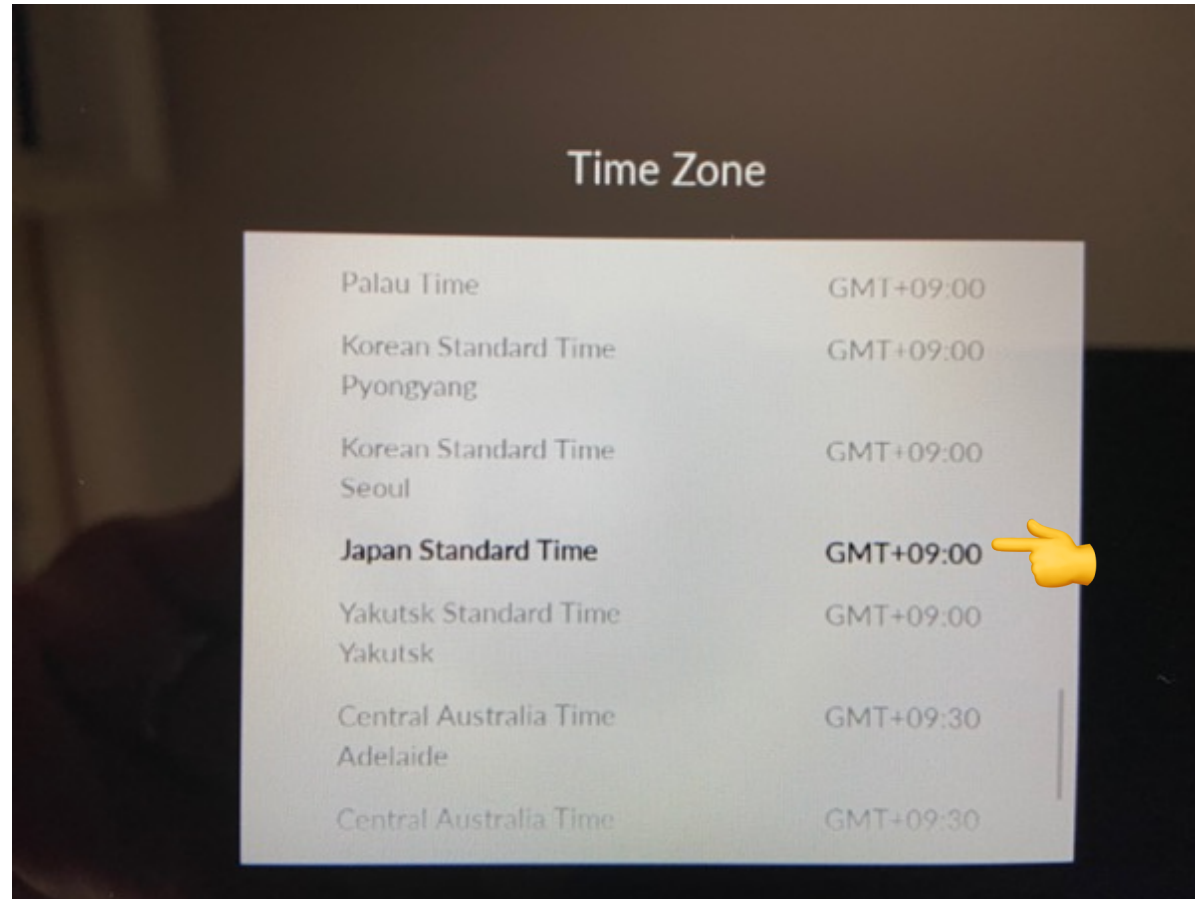 Time Zone
Palau Time GMT+09:00
Korean Standard Time GMT+09:00
Pyongyang
Korean Standard Time GMT+09:00
Seoul
Japan Standard Time GMT+09:00
Yakutsk Standard Time GMT+09:00
Yakutsk
Central Australia Time GMT+09:30
Adelaide
Central Australia Time GMT+09:30